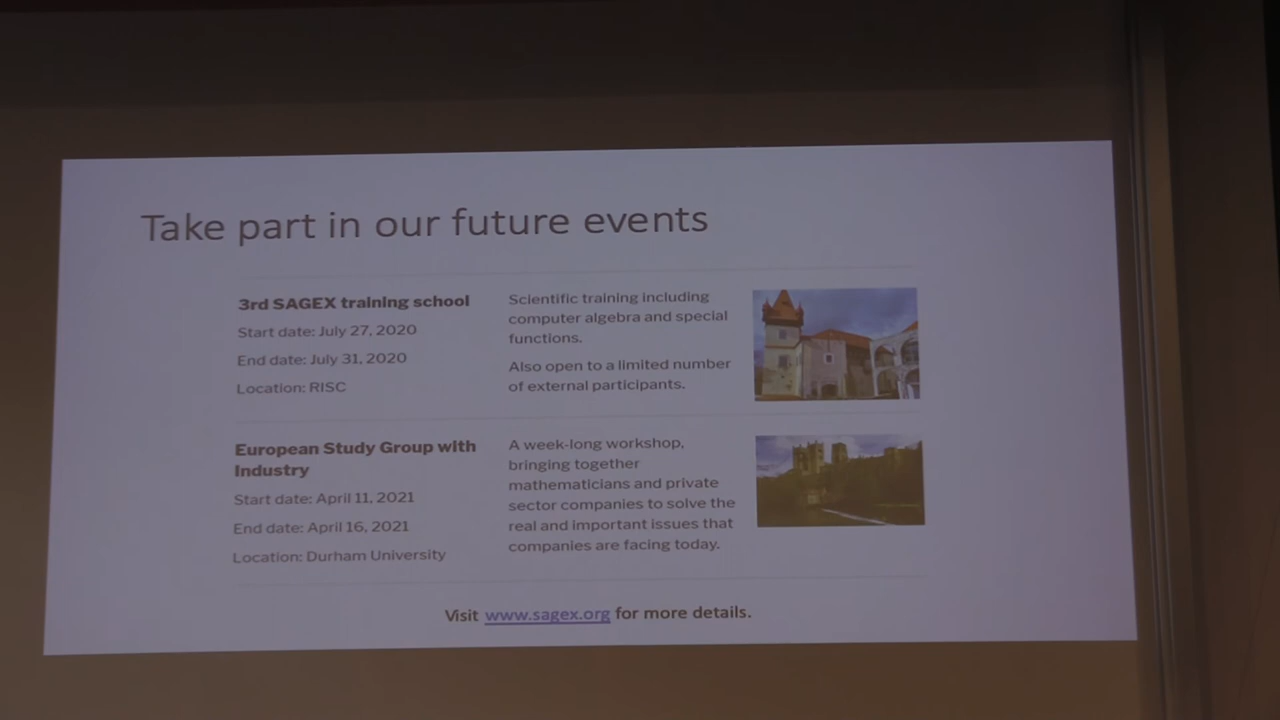 Take part in our future events
3rd SAGEX training school
Start date: July 27, 2020
End date: July 31, 2020
Location: RISC
Scientific training including
computer algebra and special
functions.
Also open to a limited number
of external participants.
European Study Group with
Industry
Start date: April 11, 2021
End date: April 16, 2021
Location: Durham University
A week-long workshop,
bringing together
mathematicians and private
sector companies to solve the
real and important issues that
companies are facing today.
Visit www.sagex.org for more details.